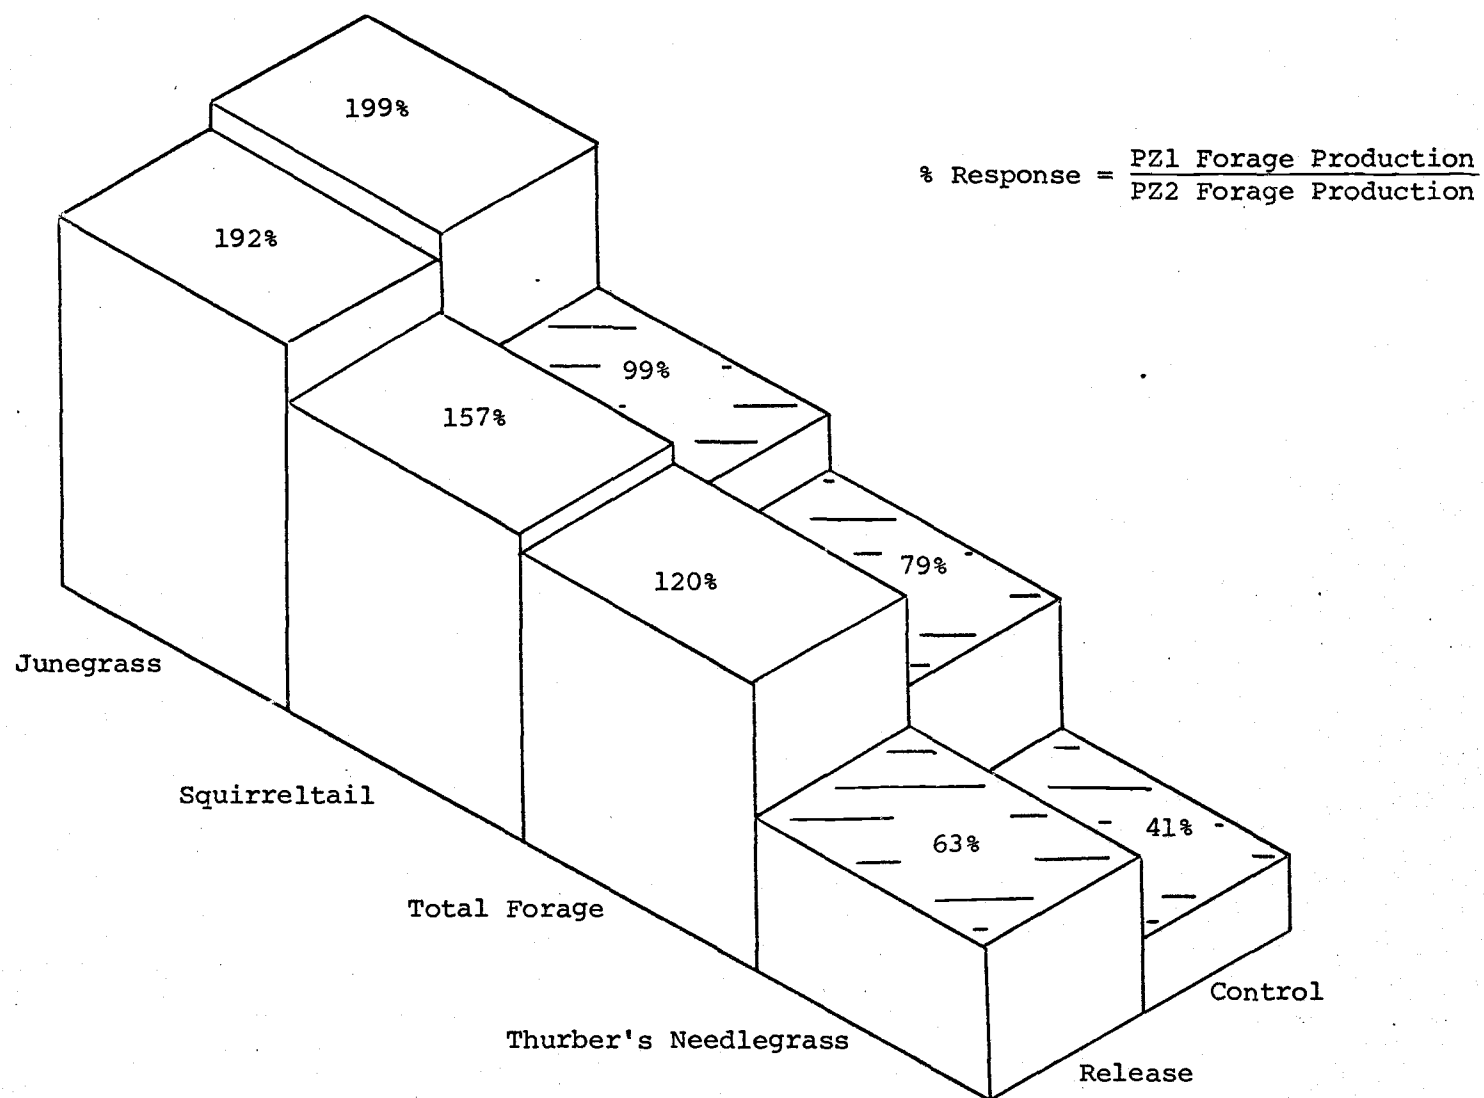 199%
% Response = PZ1 Forage Production
PZ2 Forage Production
192%
99%
157%
79%
120%
Junegrass
Squirreltail
41%
63%
Total Forage
Control
Thurber's Needlegrass
Release